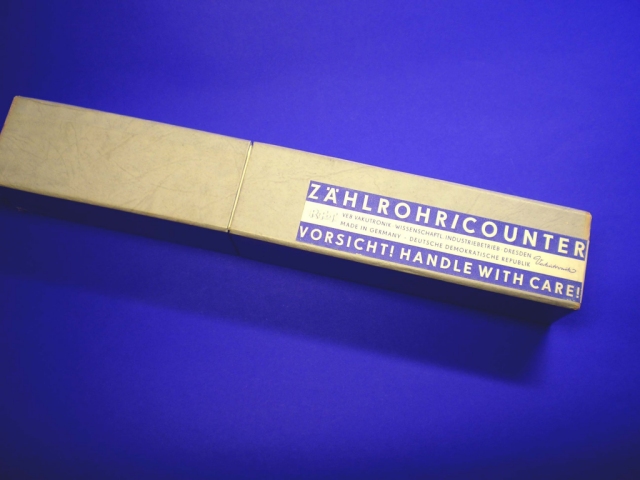 ZÄHLROHR|COUNTER
VEB VAKUTRONIK · WISSENSCHAFTL. INDUSTRIEBETRIEB · DRESDEN
MADE IN GERMANY · DEUTSCHE DEMOKRATISCHE REPUBLIK
VORSICHT! HANDLE WITH CARE!